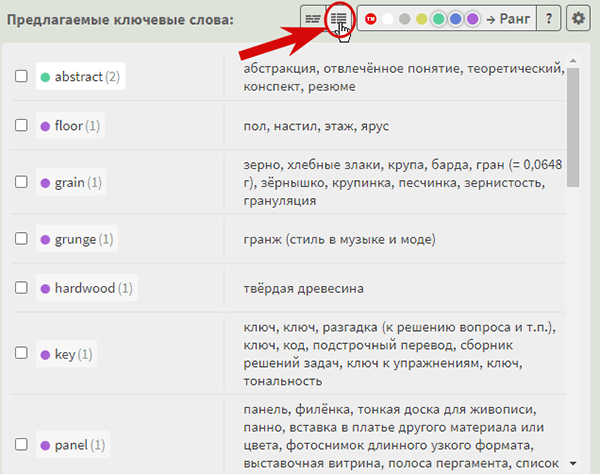 Предлагаемые ключевые слова:
ТМ → Ранг ?
abstract (2)
абстракция, отвлечённое понятие, теоретический,
конспект, резюме
floor (1)
пол, настил, этаж, ярус
grain (1)
зерно, хлебные злаки, крупа, барда, гран (= 0,0648
г), зёрнышко, крупинка, песчинка, зернистость,
грануляция
grunge (1)
гранж (стиль в музыке и моде)
hardwood (1)
твёрдая древесина
key (1)
ключ, ключ, разгадка (к решению вопроса и т.п.),
ключ, код, подстрочный перевод, сборник
решений задач, ключ к упражнениям, ключ,
тональность
panel (1)
панель, филёнка, тонкая доска для живописи,
панно, вставка в платье другого материала или
цвета, фотоснимок длинного узкого формата,
выставочная витрина, полоса пергамента, список